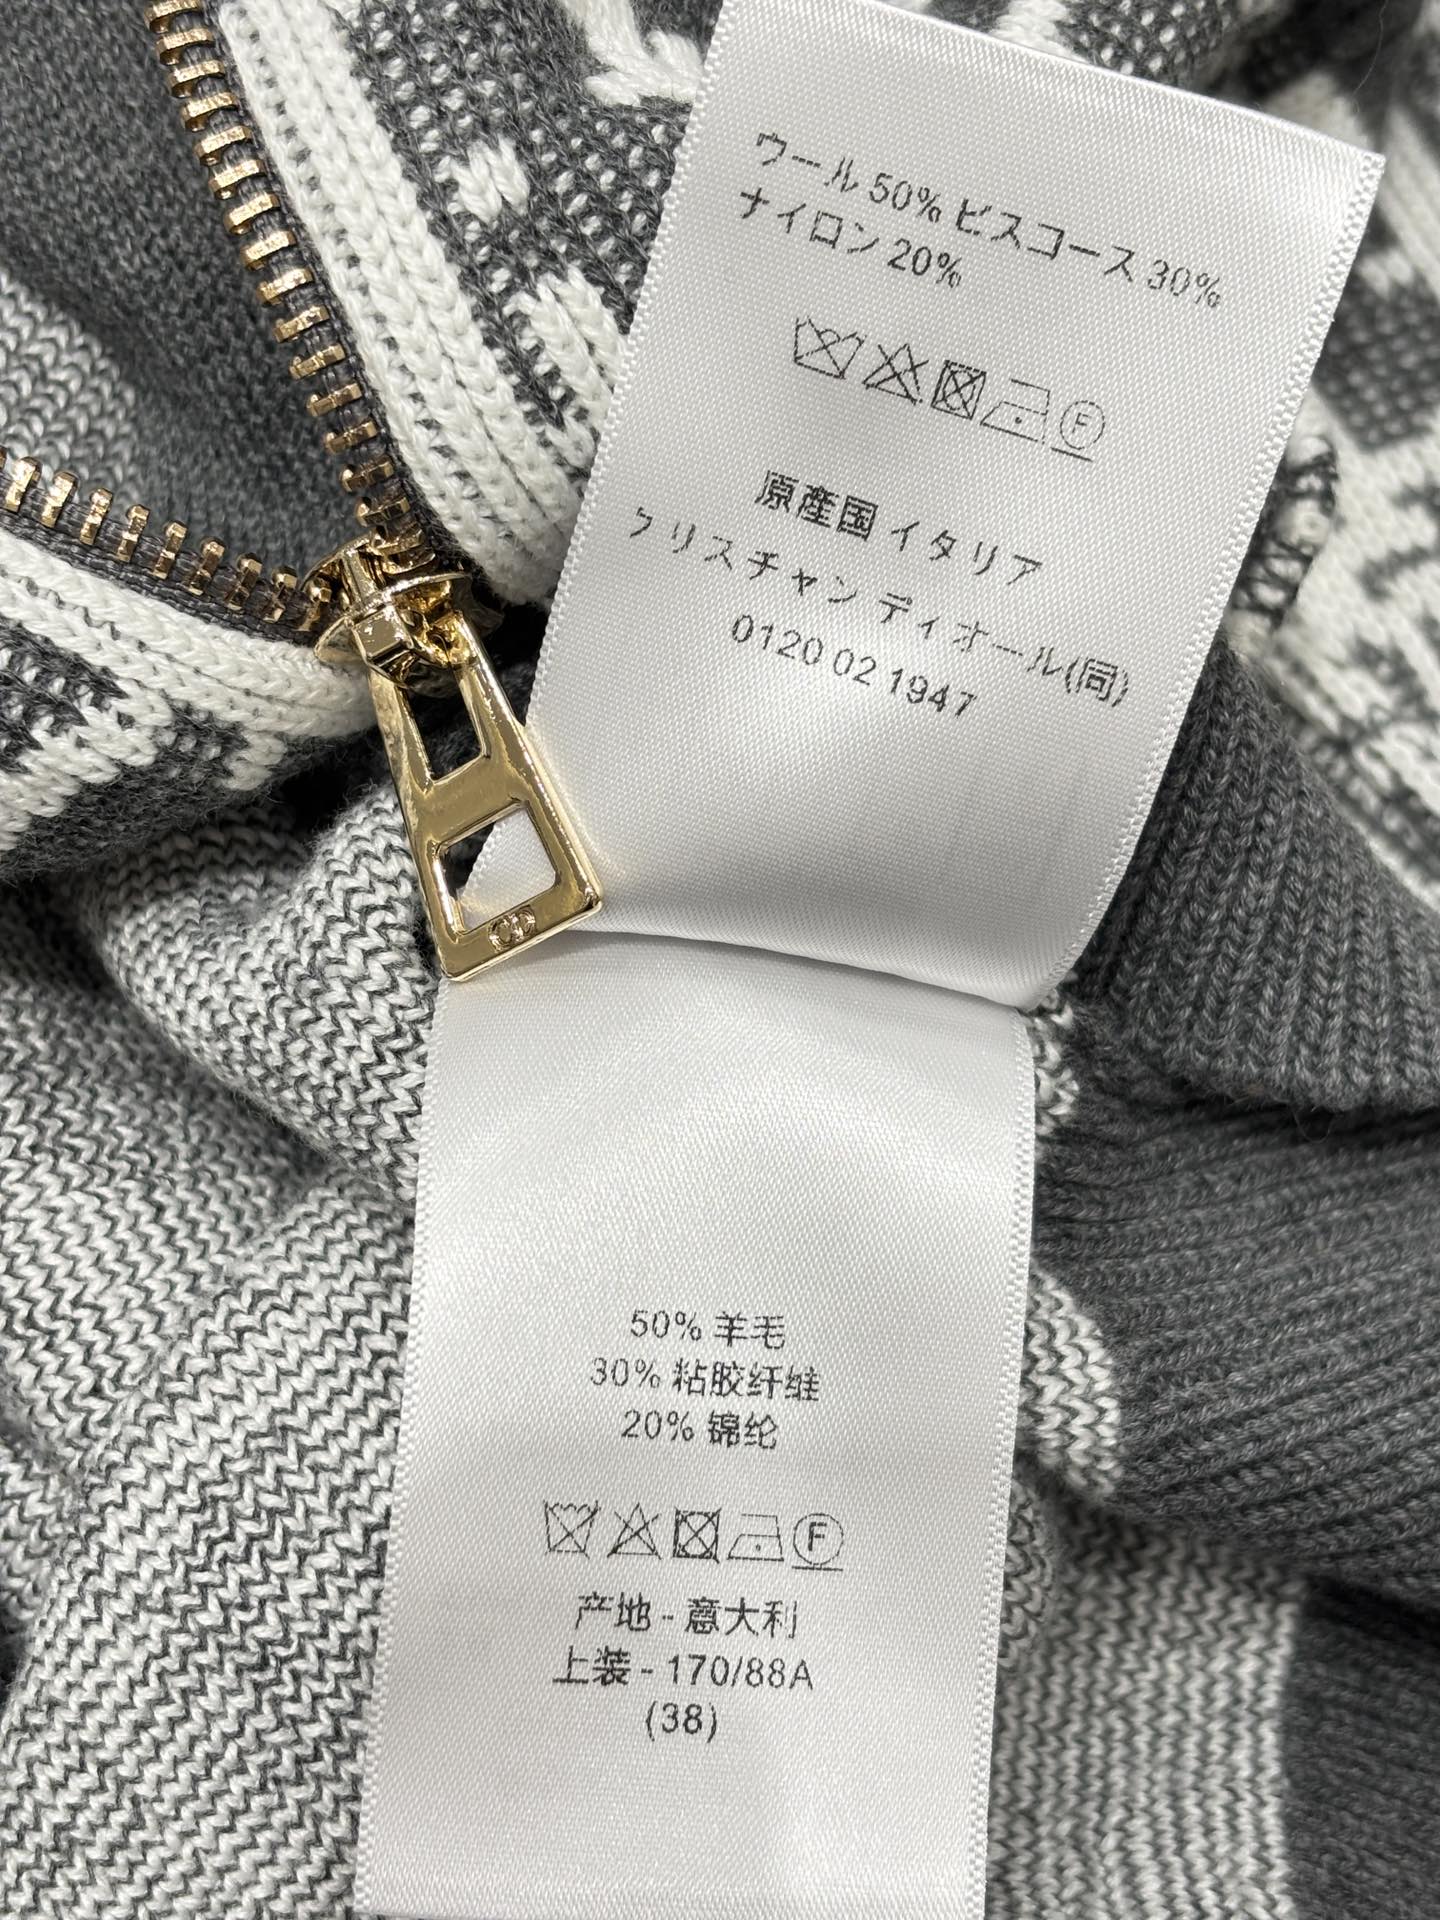 ウール 50% ビスコース 30%
ナイロン 20%
F
原産国 イタリア
クリスチャン ディオール(同)
0120 02 1947
CD
50% 羊毛
30% 粘胶纤维
20% 锦纶
F
产地 - 意大利
上装 - 170/88A
(38)